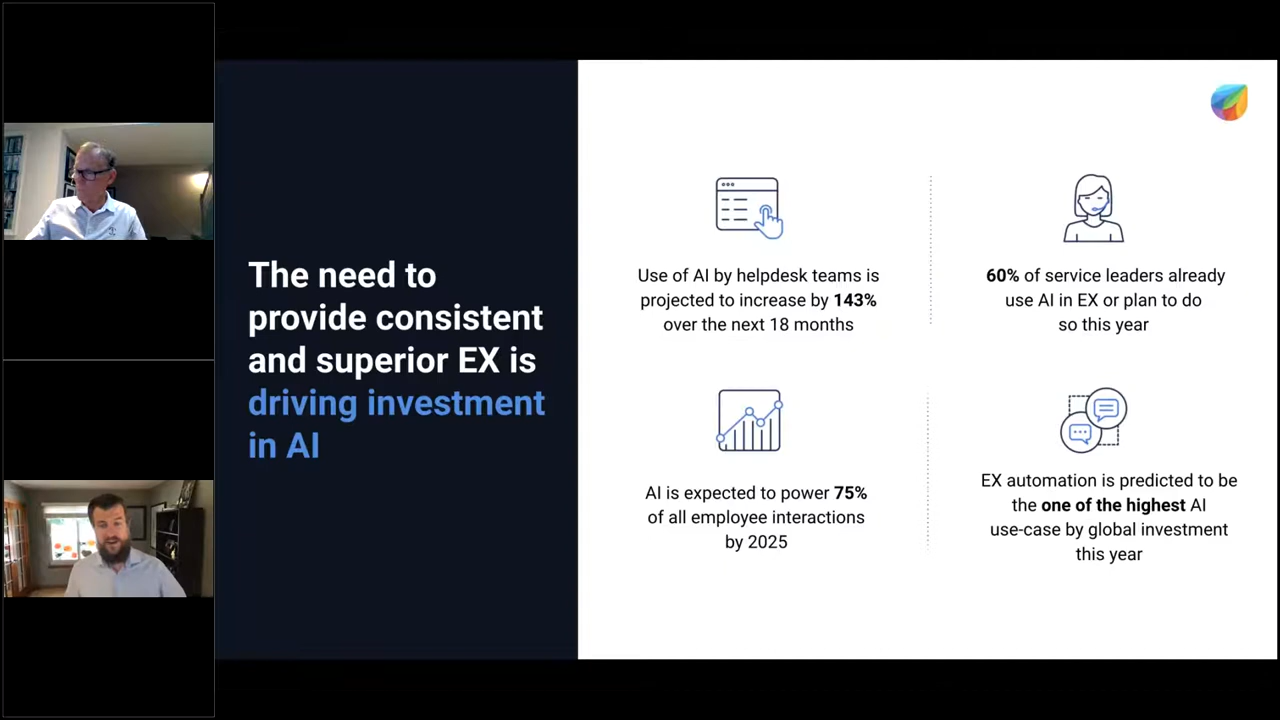 The need to
provide consistent
and superior EX is
driving investment
in AI
Use of AI by helpdesk teams is
projected to increase by 143%
over the next 18 months
60% of service leaders already
use AI in EX or plan to do
so this year
AI is expected to power 75%
of all employee interactions
by 2025
EX automation is predicted to be
the one of the highest AI
use-case by global investment
this year